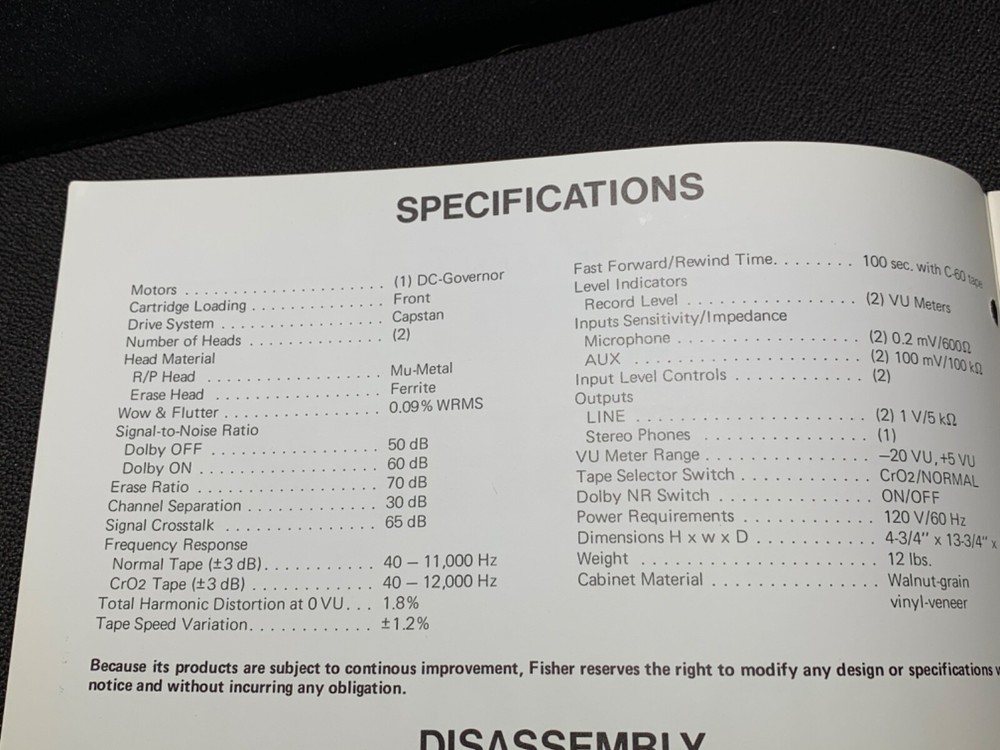 SPECIFICATIONS
Motors . . . . . . . . . . . . . . . . . . . . . (1) DC-Governor
Cartridge Loading . . . . . . . . . . . . . Front
Drive System . . . . . . . . . . . . . . . . Capstan
Number of Heads . . . . . . . . . . . . . (2)
Head Material
R/P Head . . . . . . . . . . . . . . . . . Mu-Metal
Erase Head . . . . . . . . . . . . . . . . Ferrite
Wow & Flutter . . . . . . . . . . . . . . . 0.09% WRMS
Signal-to-Noise Ratio
Dolby OFF . . . . . . . . . . . . . . . . 50 dB
Dolby ON . . . . . . . . . . . . . . . . . 60 dB
Erase Ratio . . . . . . . . . . . . . . . . . 70 dB
Channel Separation . . . . . . . . . . . . 30 dB
Signal Crosstalk . . . . . . . . . . . . . . 65 dB
Frequency Response
Normal Tape (±3 dB). . . . . . . . . . 40 – 11,000 Hz
CrO2 Tape (±3 dB) . . . . . . . . . . . 40 – 12,000 Hz
Total Harmonic Distortion at 0 VU. . . 1.8%
Tape Speed Variation. . . . . . . . . . . . ±1.2%
Fast Forward/Rewind Time. . . . . . . . 100 sec. with C-60 tape
Level Indicators
Record Level . . . . . . . . . . . . . . . . (2) VU Meters
Inputs Sensitivity/Impedance
Microphone . . . . . . . . . . . . . . . . . (2) 0.2 mV/600Ω
AUX . . . . . . . . . . . . . . . . . . . . . (2) 100 mV/100 kΩ
Input Level Controls . . . . . . . . . . . (2)
Outputs
LINE . . . . . . . . . . . . . . . . . . . . . (2) 1 V/5 kΩ
Stereo Phones . . . . . . . . . . . . . . . (1)
VU Meter Range . . . . . . . . . . . . . . . –20 VU, +5 VU
Tape Selector Switch . . . . . . . . . . . . CrO2/NORMAL
Dolby NR Switch . . . . . . . . . . . . . . ON/OFF
Power Requirements . . . . . . . . . . . . 120 V/60 Hz
Dimensions H x w x D . . . . . . . . . . . 4-3/4" x 13-3/4" x
Weight . . . . . . . . . . . . . . . . . . . . . 12 lbs.
Cabinet Material . . . . . . . . . . . . . . . Walnut-grain
vinyl-veneer
Because its products are subject to continous improvement, Fisher reserves the right to modify any design or specifications
notice and without incurring any obligation.
DISASSEMBLY